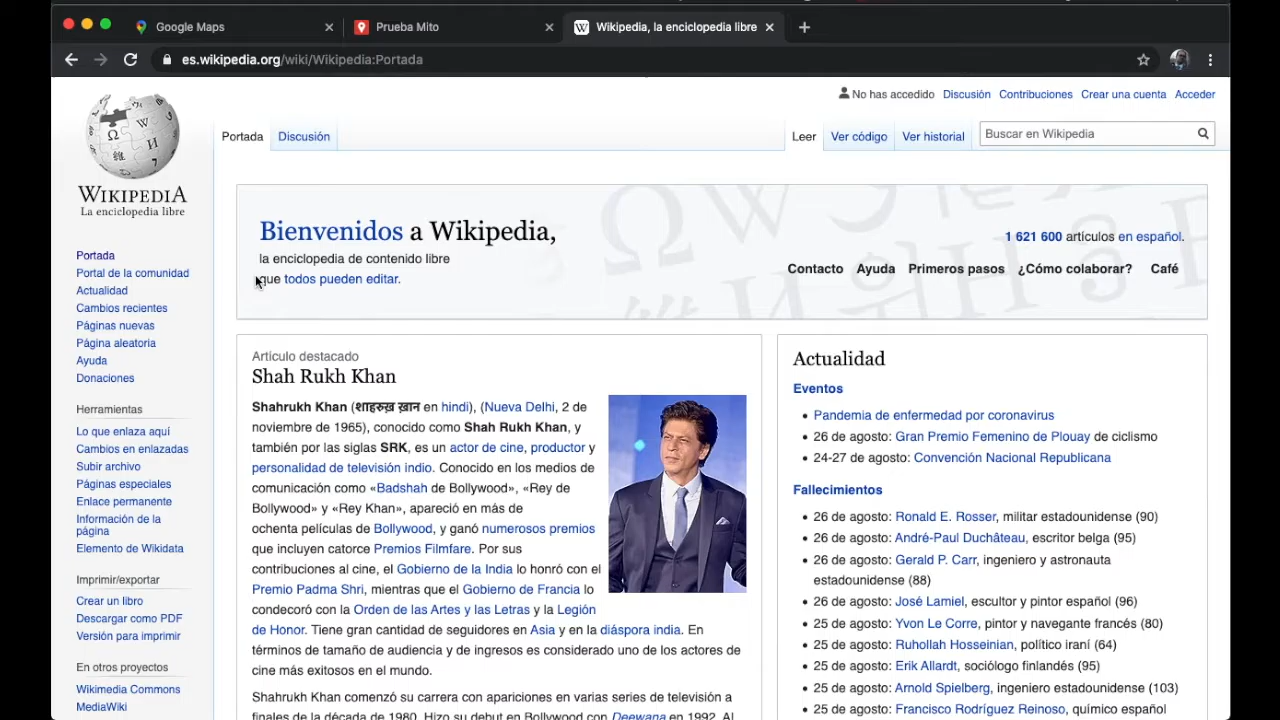 Google Maps
Prueba Mito
Wikipedia, la enciclopedia libre
es.wikipedia.org/wiki/Wikipedia:Portada
No has accedido Discusión Contribuciones Crear una cuenta Acceder
Portada Discusión
Leer Ver código Ver historial Buscar en Wikipedia
WIKIPEDIA
La enciclopedia libre
Portada
Portal de la comunidad
Actualidad
Cambios recientes
Páginas nuevas
Página aleatoria
Ayuda
Donaciones
Herramientas
Lo que enlaza aquí
Cambios en enlazadas
Subir archivo
Páginas especiales
Enlace permanente
Información de la
página
Elemento de Wikidata
Imprimir/exportar
Crear un libro
Descargar como PDF
Versión para imprimir
En otros proyectos
Wikimedia Commons
MediaWiki
Bienvenidos a Wikipedia,
la enciclopedia de contenido libre
que todos pueden editar.
1 621 600 artículos en español.
Contacto Ayuda Primeros pasos ¿Cómo colaborar? Café
Artículo destacado
Shah Rukh Khan
Shahrukh Khan (शाहरुख़ ख़ान en hindi), (Nueva Delhi, 2 de
noviembre de 1965), conocido como Shah Rukh Khan, y
también por las siglas SRK, es un actor de cine, productor y
personalidad de televisión indio. Conocido en los medios de
comunicación como «Badshah de Bollywood», «Rey de
Bollywood» y «Rey Khan», apareció en más de
ochenta películas de Bollywood, y ganó numerosos premios
que incluyen catorce Premios Filmfare. Por sus
contribuciones al cine, el Gobierno de la India lo honró con el
Premio Padma Shri, mientras que el Gobierno de Francia lo
condecoró con la Orden de las Artes y las Letras y la Legión
de Honor. Tiene gran cantidad de seguidores en Asia y en la diáspora india. En
términos de tamaño de audiencia y de ingresos es considerado uno de los actores de
cine más exitosos en el mundo.
Shahrukh Khan comenzó su carrera con apariciones en varias series de televisión a
finales de la década de 1980. Hizo su debut en Bollywood con Deewana en 1992. Al
Actualidad
Eventos
Pandemia de enfermedad por coronavirus
26 de agosto: Gran Premio Femenino de Plouay de ciclismo
24-27 de agosto: Convención Nacional Republicana
Fallecimientos
26 de agosto: Ronald E. Rosser, militar estadounidense (90)
26 de agosto: André-Paul Duchâteau, escritor belga (95)
26 de agosto: Gerald P. Carr, ingeniero y astronauta
estadounidense (88)
26 de agosto: José Lamiel, escultor y pintor español (96)
25 de agosto: Yvon Le Corre, pintor y navegante francés (80)
25 de agosto: Ruhollah Hosseinian, político iraní (64)
25 de agosto: Erik Allardt, sociólogo finlandés (95)
25 de agosto: Arnold Spielberg, ingeniero estadounidense (103)
25 de agosto: Francisco Rodríguez Reinoso, químico español